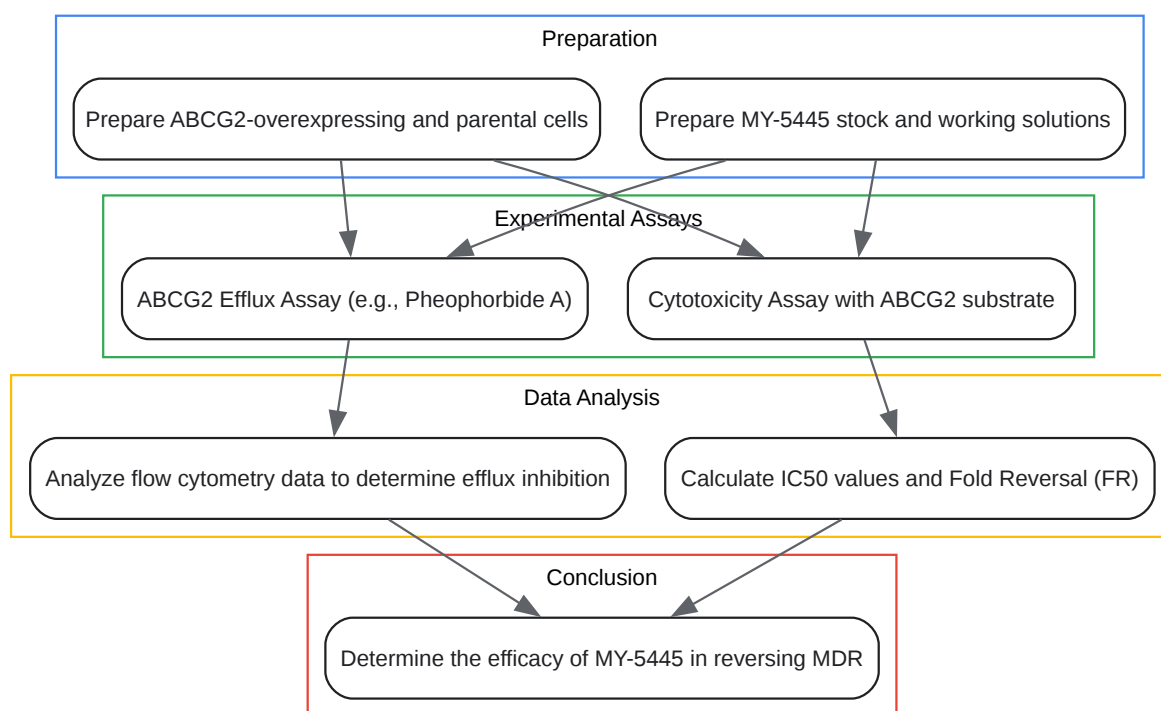 Preparation
Prepare ABCG2-overexpressing and parental cells
Prepare MY-5445 stock and working solutions
Experimental Assays
ABCG2 Efflux Assay (e.g., Pheophorbide A)
Cytotoxicity Assay with ABCG2 substrate
Data Analysis
Analyze flow cytometry data to determine efflux inhibition
Calculate IC50 values and Fold Reversal (FR)
Conclusion
Determine the efficacy of MY-5445 in reversing MDR